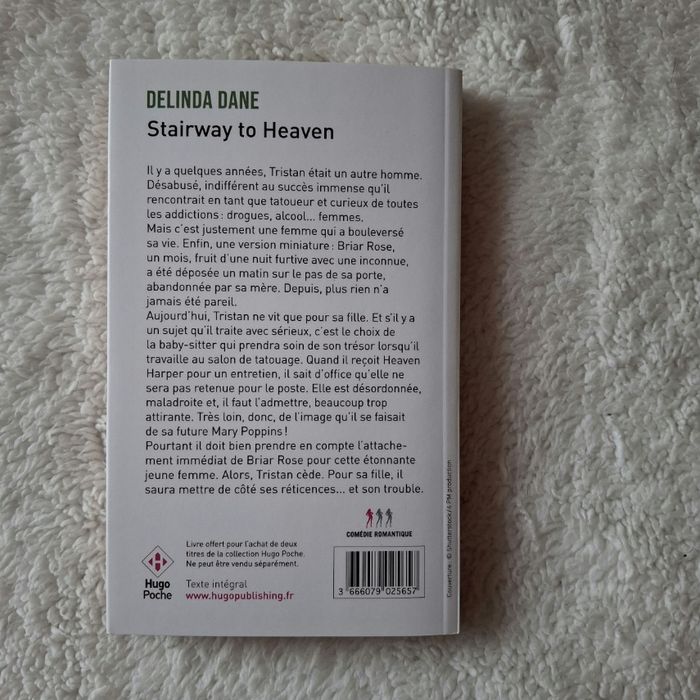 DELINDA DANE
Stairway to Heaven
Il y a quelques années, Tristan était un autre homme.
Désabusé, indifférent au succès immense qu'il
rencontrait en tant que tatoueur et curieux de toutes
les addictions : drogues, alcool... femmes.
Mais c'est justement une femme qui a bouleversé
sa vie. Enfin, une version miniature : Briar Rose,
un mois, fruit d'une nuit furtive avec une inconnue,
a été déposée un matin sur le pas de sa porte,
abandonnée par sa mère. Depuis, plus rien n'a
jamais été pareil.
Aujourd'hui, Tristan ne vit que pour sa fille. Et s'il y a
un sujet qu'il traite avec sérieux, c'est le choix de
la baby-sitter qui prendra soin de son trésor lorsqu'il
travaille au salon de tatouage. Quand il reçoit Heaven
Harper pour un entretien, il sait d'office qu'elle ne
sera pas retenue pour le poste. Elle est désordonnée,
maladroite et, il faut l'admettre, beaucoup trop
attirante. Très loin, donc, de l'image qu'il se faisait
de sa future Mary Poppins !
Pourtant il doit bien prendre en compte l'attache-
ment immédiat de Briar Rose pour cette étonnante
jeune femme. Alors, Tristan cède. Pour sa fille, il
saura mettre de côté ses réticences... et son trouble.
COMÉDIE ROMANTIQUE
Livre offert pour l'achat de deux
titres de la collection Hugo Poche.
Ne peut être vendu séparément.
Hugo
Poche
Texte intégral
www.hugopublishing.fr
3 666079 025657
Couverture : © Shutterstock/4 PM production